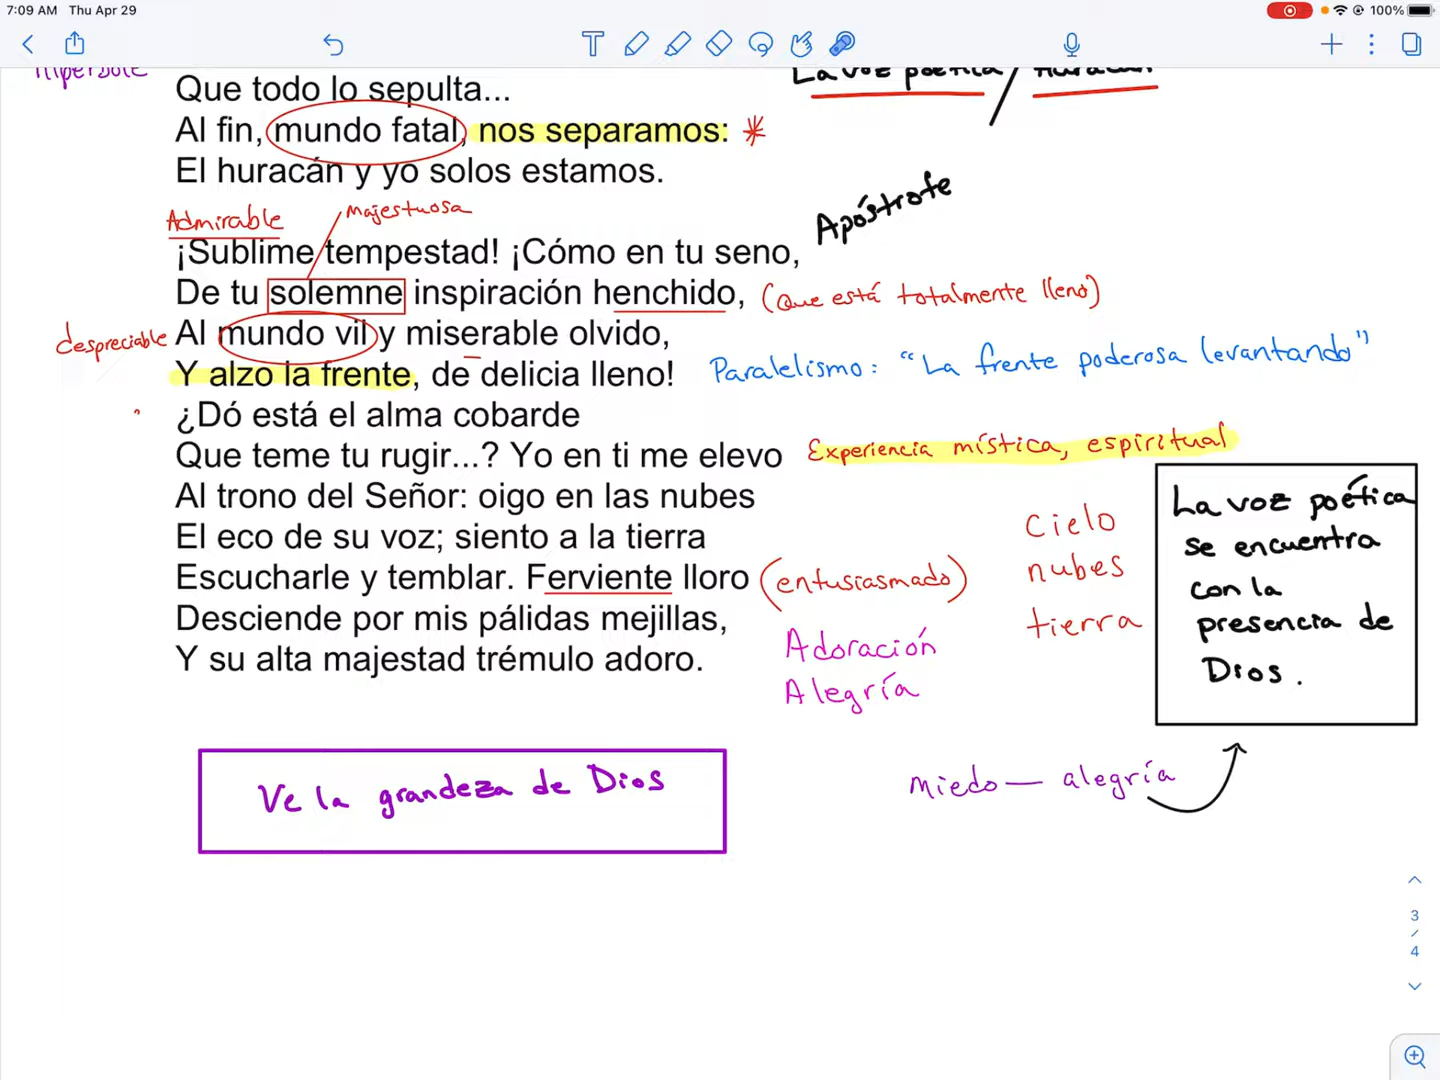 7:09 AM Thu Apr 29
100%
hipérbole
Que todo lo sepulta...
La voz poética / Huracán
Al fin, mundo fatal, nos separamos: *
El huracán y yo solos estamos.
Apóstrofe
Admirable
majestuosa
¡Sublime tempestad! ¡Cómo en tu seno,
De tu solemne inspiración henchido, (que está totalmente lleno)
despreciable
Al mundo vil y miserable olvido,
Y alzo la frente, de delicia lleno!
Paralelismo: "La frente poderosa levantando"
¿Dó está el alma cobarde
Que teme tu rugir...? Yo en ti me elevo
Experiencia mística, espiritual
Al trono del Señor: oigo en las nubes
El eco de su voz; siento a la tierra
Escucharle y temblar. Ferviente lloro (entusiasmado)
Desciende por mis pálidas mejillas,
Y su alta majestad trémulo adoro.
Adoración
Alegría
cielo
nubes
tierra
La voz poética
se encuentra
con la
presencia de
Dios.
Ve la grandeza de Dios
miedo — alegría
3
/
4